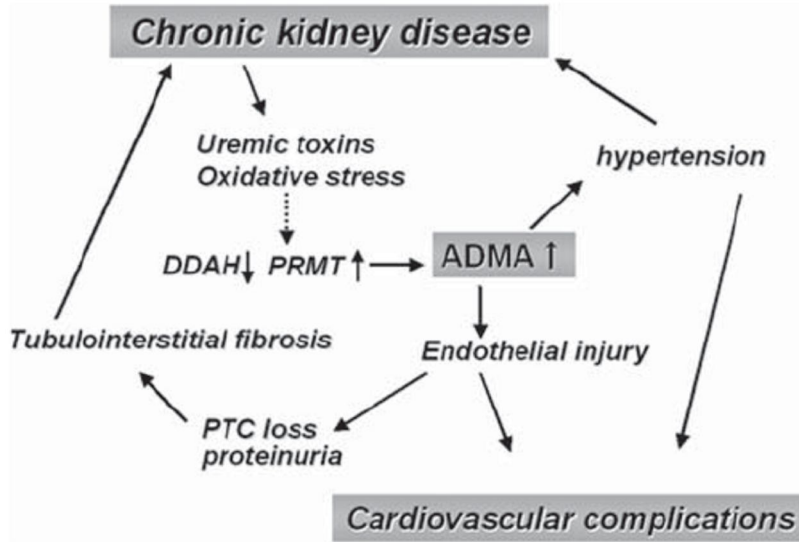 Chronic kidney disease
Uremic toxins
Oxidative stress
hypertension
DDAH↓ PRMT↑
ADMA ↑
Tubulointerstitial fibrosis
Endothelial injury
PTC loss
proteinuria
Cardiovascular complications